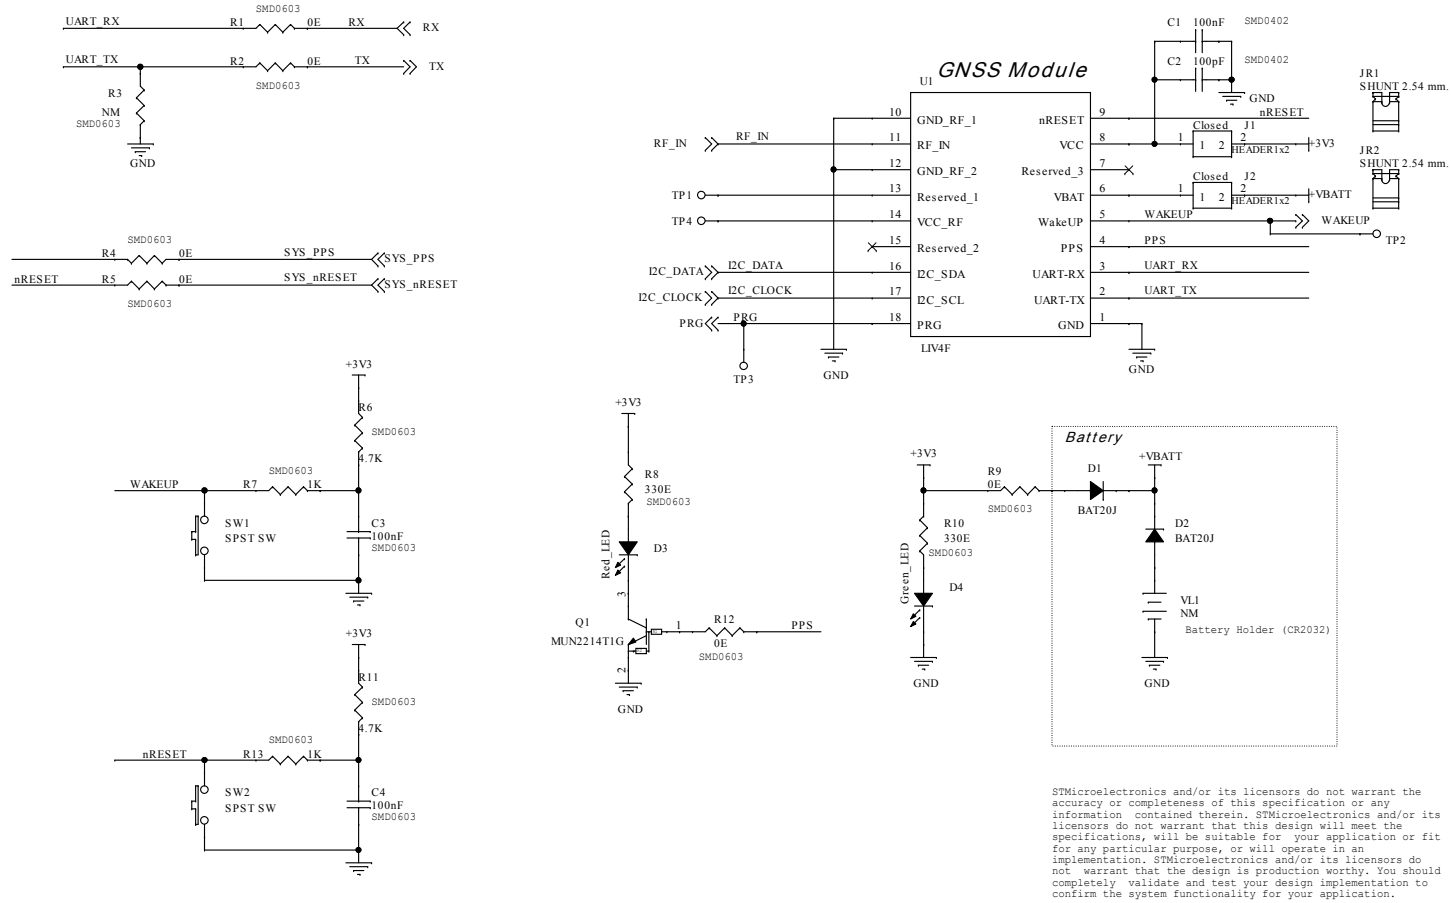 SMD0603
UART_RX
R1
0E
RX
RX
UART_TX
R2
0E
TX
TX
SMD0603
R3
NM
SMD0603
GND
SMD0603
R4
0E
SYS_PPS
SYS_PPS
nRESET
R5
0E
SYS_nRESET
SYS_nRESET
SMD0603
GNSS Module
U1
10
GND_RF_1
RF_IN
RF_IN
11
RF_IN
12
GND_RF_2
TP1
13
Reserved_1
TP4
14
VCC_RF
15
Reserved_2
I2C_DATA
I2C_DATA
16
I2C_SDA
I2C_CLOCK
I2C_CLOCK
17
I2C_SCL
PRG
PRG
18
PRG
TP3
GND
LIV4F
nRESET
9
nRESET
VCC
8
Reserved_3
7
VBAT
6
WakeUP
5
WAKEUP
WAKEUP
TP2
PPS
4
PPS
UART-RX
3
UART_RX
UART-TX
2
UART_TX
GND
1
GND
C1
100nF
SMD0402
C2
100pF
SMD0402
GND
Closed
J1
1
1 2
2
HEADER1x2
+3V3
Closed
J2
1
1 2
2
HEADER1x2
+VBATT
JR1
SHUNT 2.54 mm.
JR2
SHUNT 2.54 mm.
+3V3
R6
SMD0603
4.7K
SMD0603
WAKEUP
R7
1K
SW1
SPST SW
C3
100nF
SMD0603
+3V3
R11
SMD0603
4.7K
SMD0603
nRESET
R13
1K
SW2
SPST SW
C4
100nF
SMD0603
+3V3
R8
330E
SMD0603
Red_LED
D3
3
Q1
MUN2214T1G
1
R12
0E
SMD0603
PPS
2
GND
+3V3
R9
0E
SMD0603
R10
330E
SMD0603
Green_LED
D4
GND
Battery
D1
BAT20J
+VBATT
D2
BAT20J
VL1
NM
Battery Holder (CR2032)
GND
STMicroelectronics and/or its licensors do not warrant the
accuracy or completeness of this specification or any
information contained therein. STMicroelectronics and/or its
licensors do not warrant that this design will meet the
specifications, will be suitable for your application or fit
for any particular purpose, or will operate in an
implementation. STMicroelectronics and/or its licensors do
not warrant that the design is production worthy. You should
completely validate and test your design implementation to
confirm the system functionality for your application.